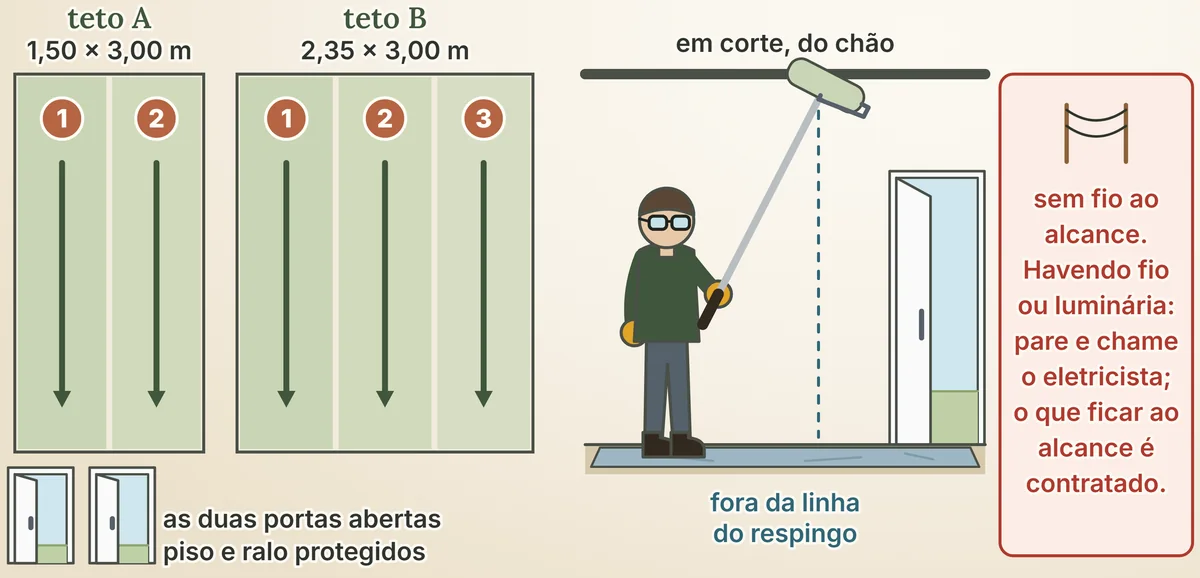 teto A
1,50 × 3,00 m
1
2
teto B
2,35 × 3,00 m
1
2
3
as duas portas abertas
piso e ralo protegidos
em corte, do chão
fora da linha
do respingo
sem fio ao
alcance.
Havendo fio
ou luminária:
pare e chame
o eletricista;
o que ficar ao
alcance é
contratado.